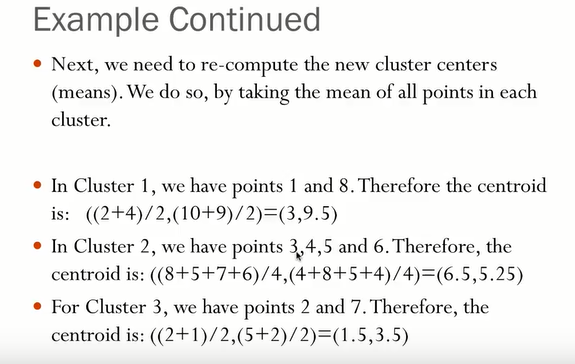 Example Continued
• Next, we need to re-compute the new cluster centers
(means). We do so, by taking the mean of all points in each
cluster.
• In Cluster 1, we have points 1 and 8. Therefore the centroid
is: ((2+4)/2,(10+9)/2)=(3,9.5)
• In Cluster 2, we have points 3,4,5 and 6. Therefore, the
centroid is: ((8+5+7+6)/4,(4+8+5+4)/4)=(6.5,5.25)
• For Cluster 3, we have points 2 and 7. Therefore, the
centroid is: ((2+1)/2,(5+2)/2)=(1.5,3.5)